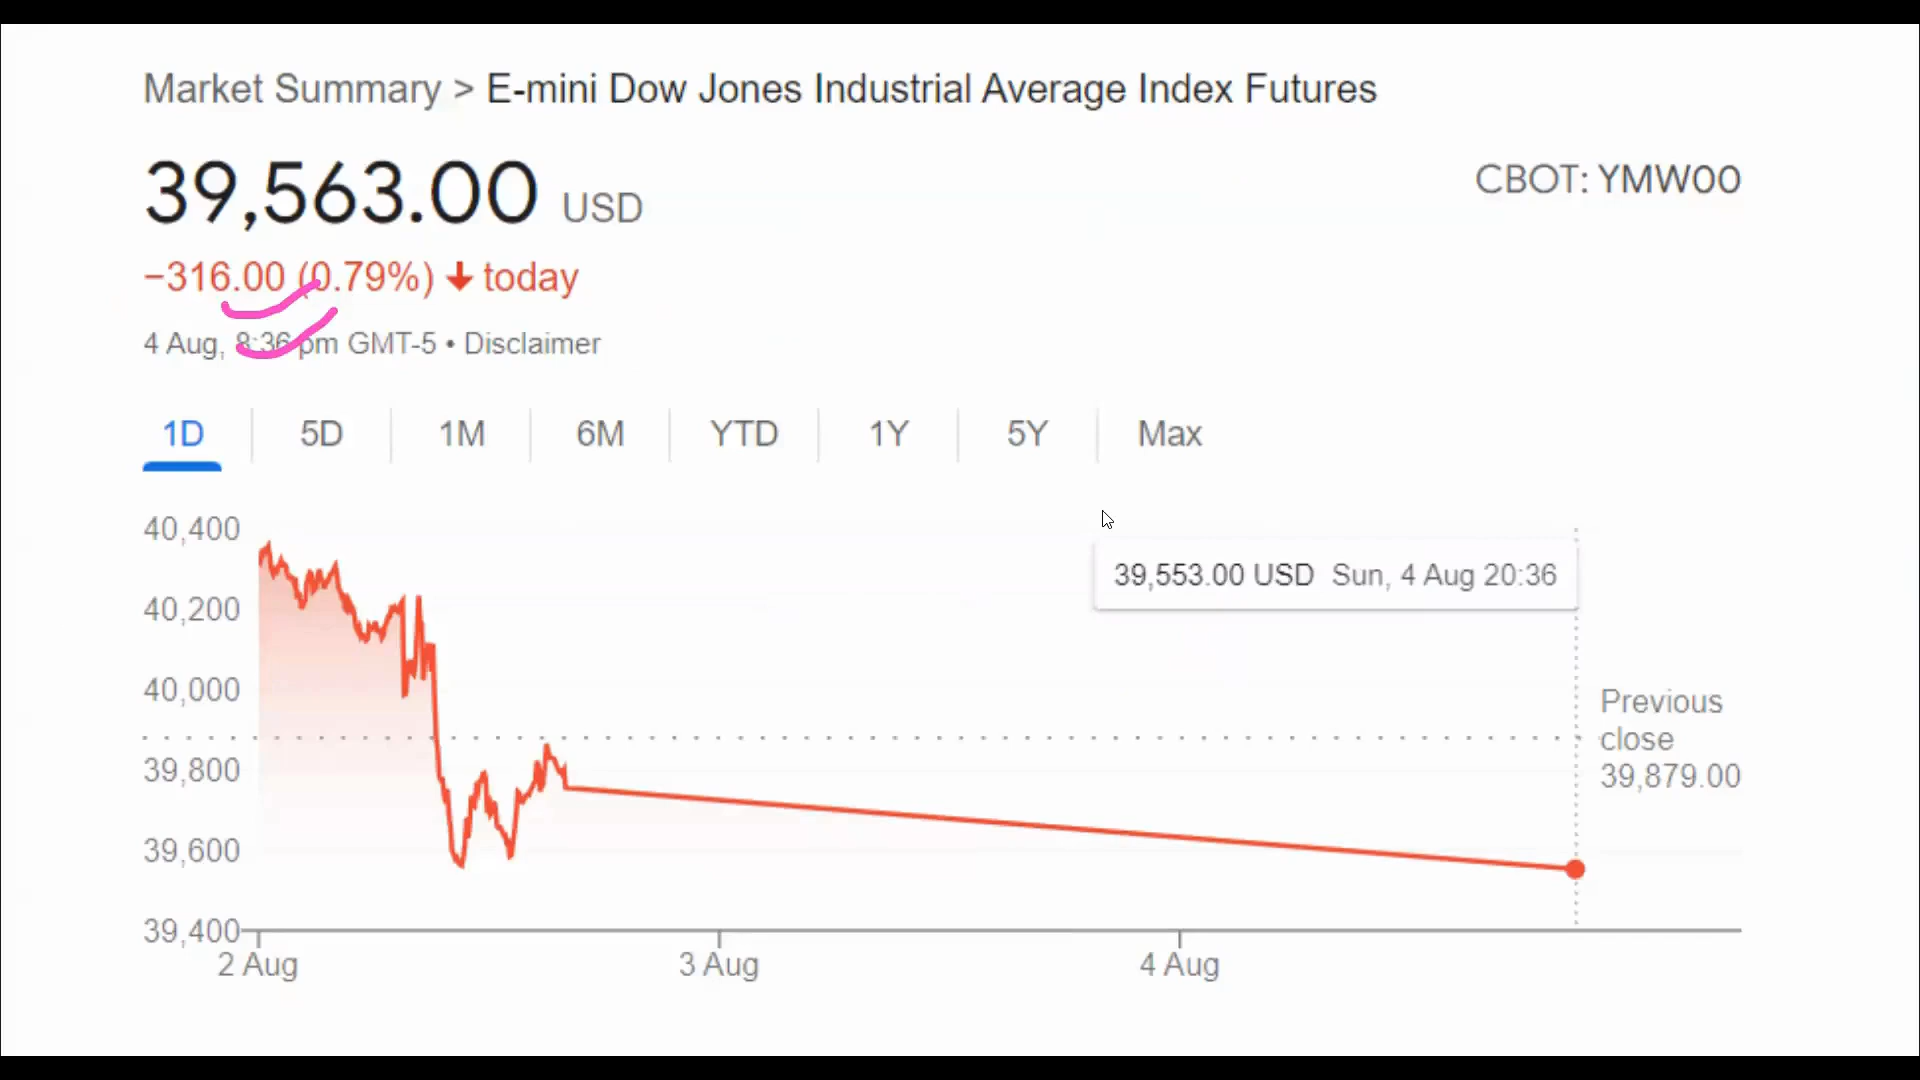 Market Summary > E-mini Dow Jones Industrial Average Index Futures
39,563.00 USD
CBOT: YMW00
−316.00 (0.79%) ↓ today
4 Aug, 8:36 pm GMT-5 • Disclaimer
1D 5D 1M 6M YTD 1Y 5Y Max
40,400
39,553.00 USD Sun, 4 Aug 20:36
40,200
40,000
Previous
close
39,879.00
39,800
39,600
39,400
2 Aug 3 Aug 4 Aug